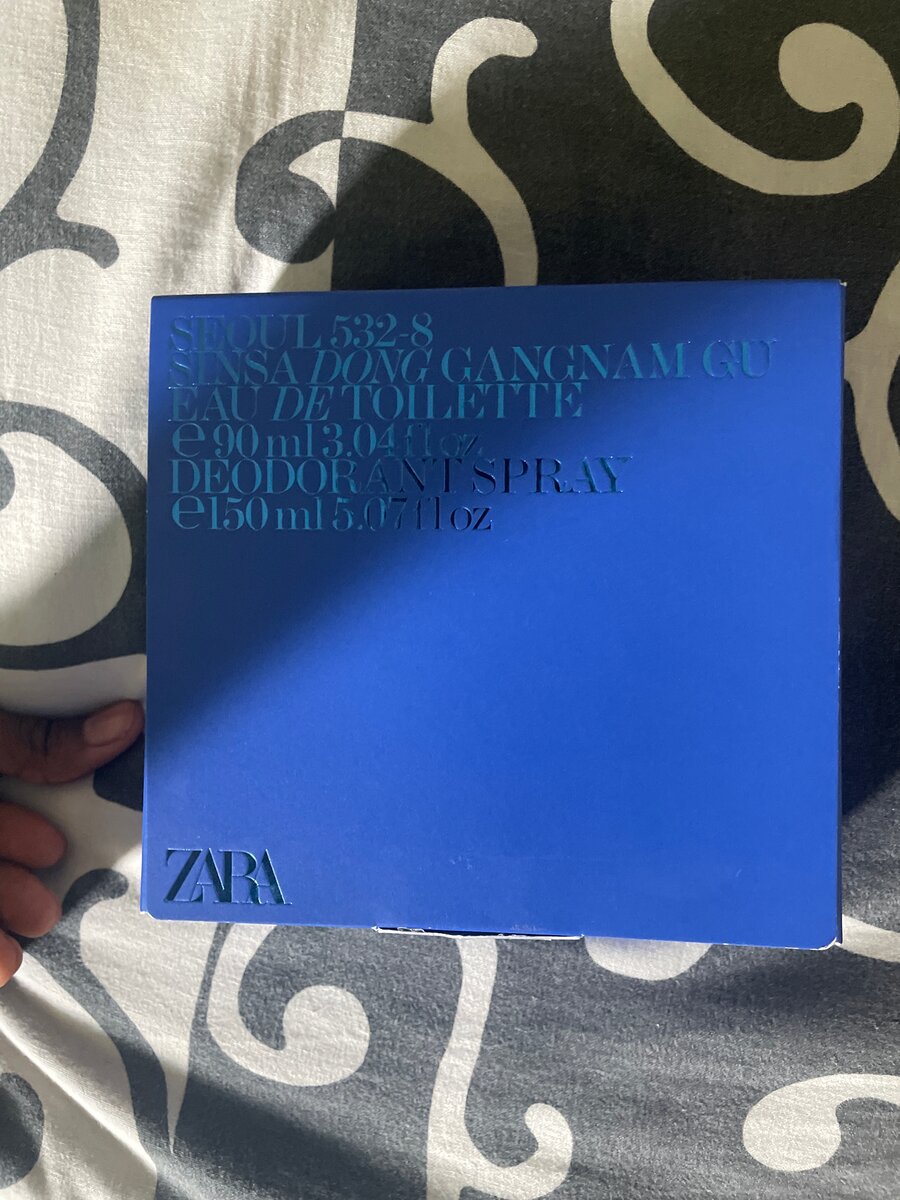 SEOUL 532-8
SINSA DONG GANGNAM GU
EAU DE TOILETTE
e 90 ml 3.04 fl oz
DEODORANT SPRAY
e 150 ml 5.07 fl oz
ZARA